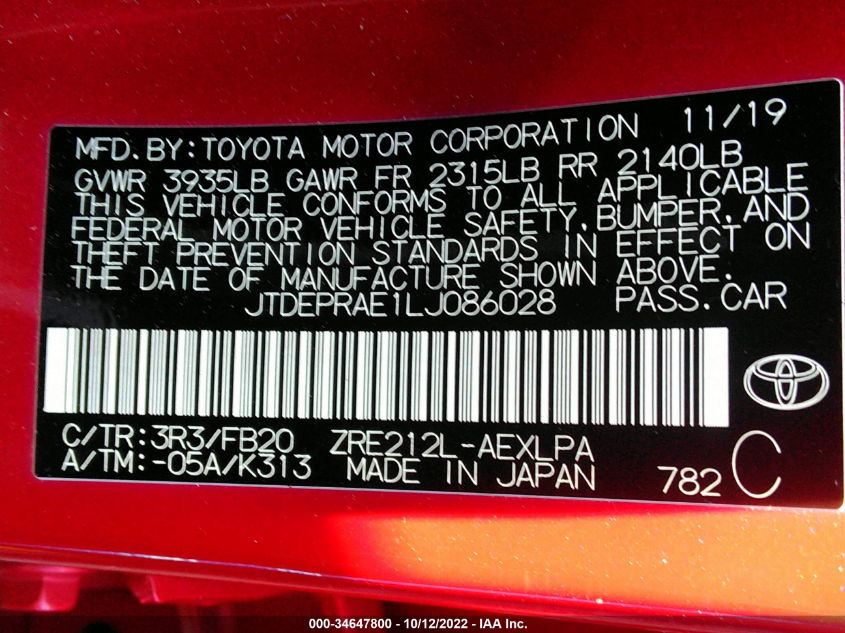 MFD. BY: TOYOTA MOTOR CORPORATION 11/19
GVWR 3935LB GAWR FR 2315LB RR 2140LB
THIS VEHICLE CONFORMS TO ALL APPLICABLE
FEDERAL MOTOR VEHICLE SAFETY, BUMPER, AND
THEFT PREVENTION STANDARDS IN EFFECT ON
THE DATE OF MANUFACTURE SHOWN ABOVE.
JTDEPRAE1LJ086028 PASS.CAR
C/TR:3R3/FB20 ZRE212L-AEXLPA
A/TM:-05A/K313 MADE IN JAPAN 782 C
000-34647800 - 10/12/2022 - IAA Inc.